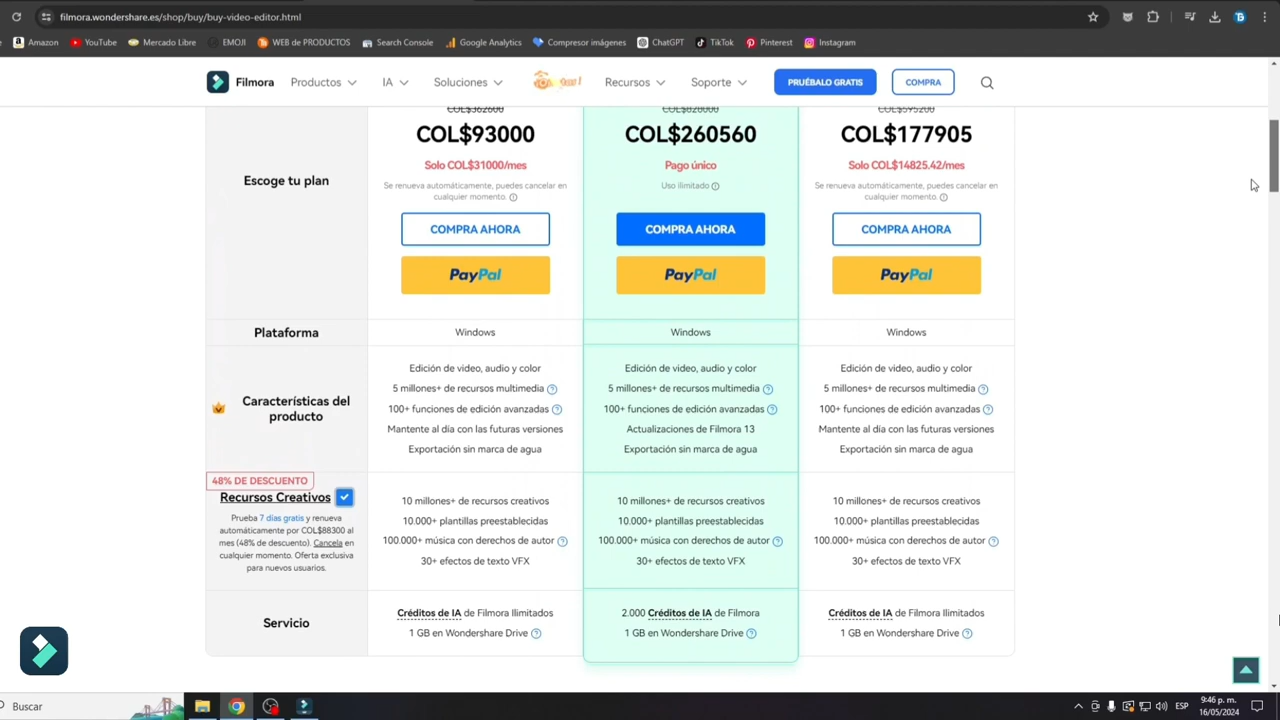 filmora.wondershare.es/shop/buy/buy-video-editor.html
Amazon YouTube Mercado Libre EMOJI WEB de PRODUCTOS Search Console Google Analytics Compresor imágenes ChatGPT TikTok Pinterest Instagram
Filmora Productos IA Soluciones Recursos Soporte PRUÉBALO GRATIS COMPRA
COL$362600 COL$828000 COL$595200
COL$93000 COL$260560 COL$177905
Solo COL$31000/mes Pago único Solo COL$14825.42/mes
Escoge tu plan
Se renueva automáticamente, puedes cancelar en Uso ilimitado Se renueva automáticamente, puedes cancelar en
cualquier momento. cualquier momento.
COMPRA AHORA COMPRA AHORA COMPRA AHORA
PayPal PayPal PayPal
Plataforma Windows Windows Windows
Edición de video, audio y color Edición de video, audio y color Edición de video, audio y color
5 millones+ de recursos multimedia 5 millones+ de recursos multimedia 5 millones+ de recursos multimedia
Características del
producto
100+ funciones de edición avanzadas 100+ funciones de edición avanzadas 100+ funciones de edición avanzadas
Mantente al día con las futuras versiones Actualizaciones de Filmora 13 Mantente al día con las futuras versiones
Exportación sin marca de agua Exportación sin marca de agua Exportación sin marca de agua
48% DE DESCUENTO
Recursos Creativos
Prueba 7 días gratis y renueva
automáticamente por COL$88300 al
mes (48% de descuento). Cancela en
cualquier momento. Oferta exclusiva
para nuevos usuarios.
10 millones+ de recursos creativos 10 millones+ de recursos creativos 10 millones+ de recursos creativos
10.000+ plantillas preestablecidas 10.000+ plantillas preestablecidas 10.000+ plantillas preestablecidas
100.000+ música con derechos de autor 100.000+ música con derechos de autor 100.000+ música con derechos de autor
30+ efectos de texto VFX 30+ efectos de texto VFX 30+ efectos de texto VFX
Servicio
Créditos de IA de Filmora Ilimitados 2.000 Créditos de IA de Filmora Créditos de IA de Filmora Ilimitados
1 GB en Wondershare Drive 1 GB en Wondershare Drive 1 GB en Wondershare Drive
Buscar
ESP
9:46 p. m.
16/05/2024